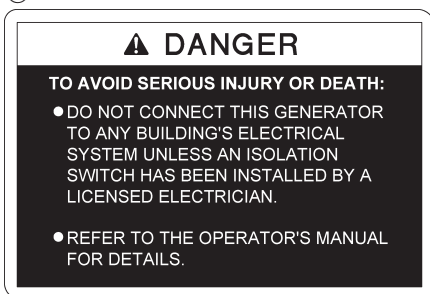 DANGER
TO AVOID SERIOUS INJURY OR DEATH:
● DO NOT CONNECT THIS GENERATOR
TO ANY BUILDING'S ELECTRICAL
SYSTEM UNLESS AN ISOLATION
SWITCH HAS BEEN INSTALLED BY A
LICENSED ELECTRICIAN.
● REFER TO THE OPERATOR'S MANUAL
FOR DETAILS.